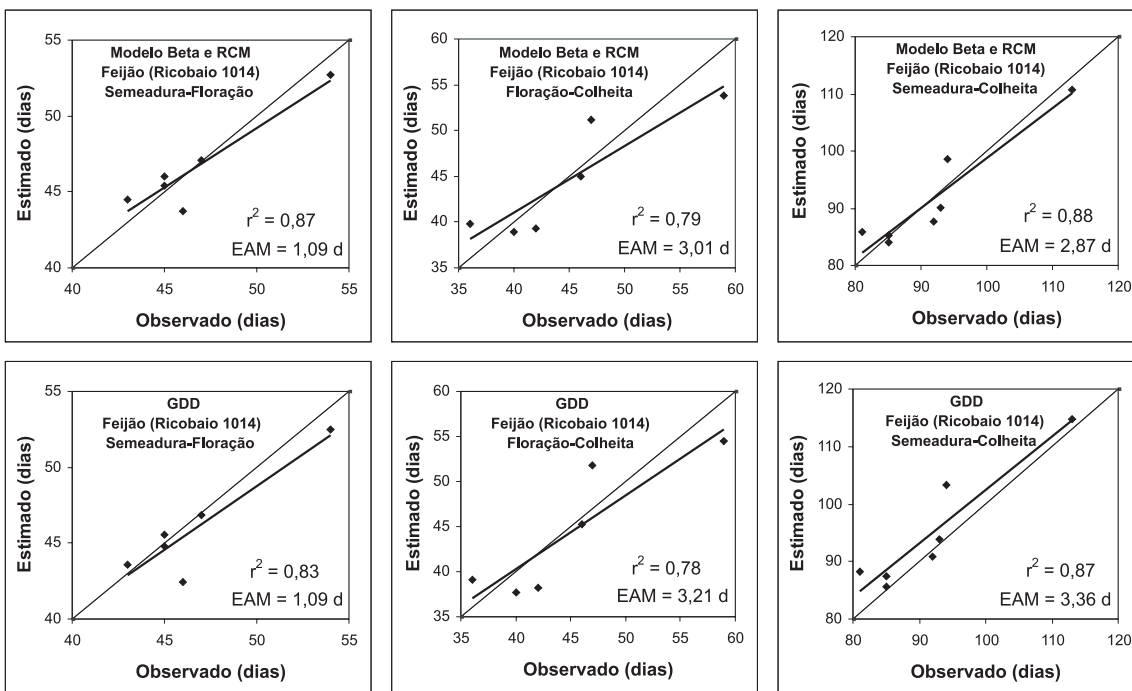 55
Modelo Beta e RCM
Feijão (Ricobaio 1014)
Semeadura-Floração
50
Estimado (dias)
45
r² = 0,87
EAM = 1,09 d
40
40 45 50 55
Observado (dias)
60
Modelo Beta e RCM
Feijão (Ricobaio 1014)
Floração-Colheita
55
50
Estimado (dias)
45
40
r² = 0,79
EAM = 3,01 d
35
35 40 45 50 55 60
Observado (dias)
120
Modelo Beta e RCM
Feijão (Ricobaio 1014)
Semeadura-Colheita
110
100
Estimado (dias)
90
r² = 0,88
EAM = 2,87 d
80
80 90 100 110 120
Observado (dias)
55
GDD
Feijão (Ricobaio 1014)
Semeadura-Floração
50
Estimado (dias)
45
r² = 0,83
EAM = 1,09 d
40
40 45 50 55
Observado (dias)
60
GDD
Feijão (Ricobaio 1014)
Floração-Colheita
55
50
Estimado (dias)
45
40
r² = 0,78
EAM = 3,21 d
35
35 40 45 50 55 60
Observado (dias)
120
GDD
Feijão (Ricobaio 1014)
Semeadura-Colheita
110
100
Estimado (dias)
90
r² = 0,87
EAM = 3,36 d
80
80 90 100 110 120
Observado (dias)